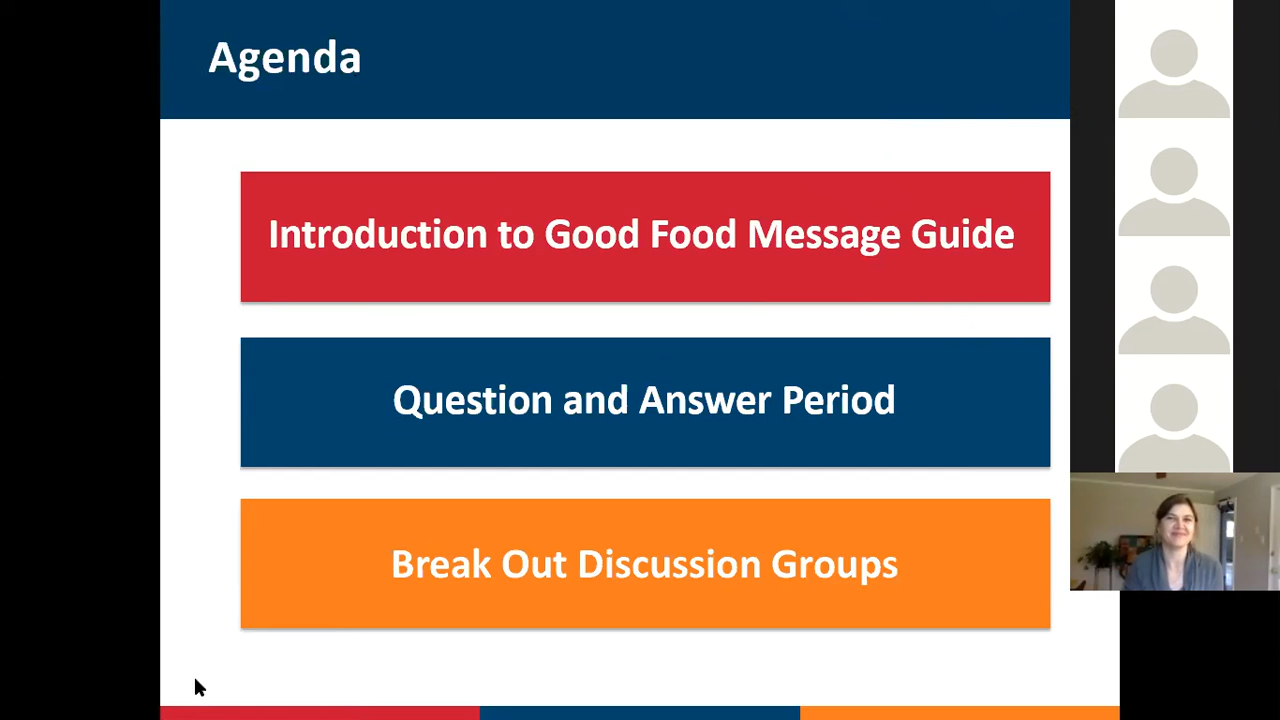 Agenda
Introduction to Good Food Message Guide
Question and Answer Period
Break Out Discussion Groups